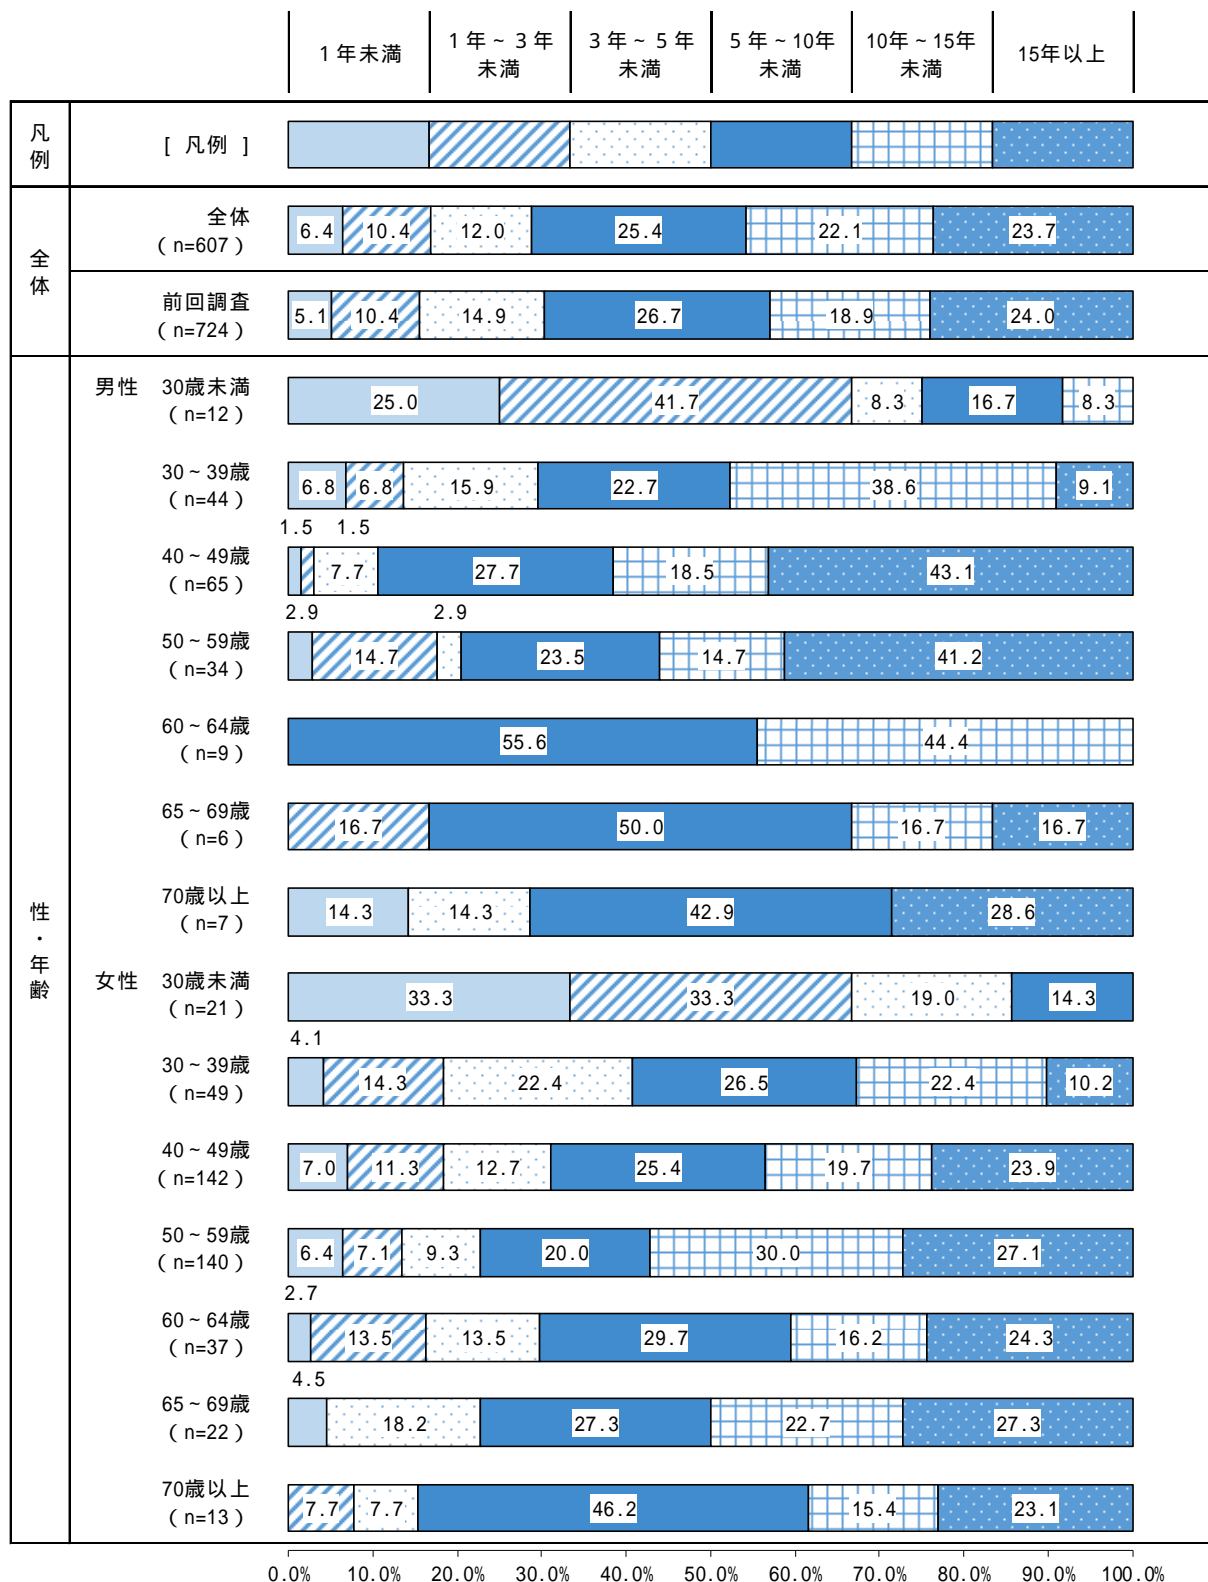 1年未満
1年～3年
未満
3年～5年
未満
5年～10年
未満
10年～15年
未満
15年以上
凡例
[ 凡例 ]
全体
全体
（n=607）
6.4 10.4 12.0 25.4 22.1 23.7
前回調査
（n=724）
5.1 10.4 14.9 26.7 18.9 24.0
性・年齢
男性 30歳未満
（n=12）
25.0 41.7 8.3 16.7 8.3
30～39歳
（n=44）
6.8 6.8 15.9 22.7 38.6 9.1
1.5 1.5
40～49歳
（n=65）
7.7 27.7 18.5 43.1
2.9 2.9
50～59歳
（n=34）
14.7 23.5 14.7 41.2
60～64歳
（n=9）
55.6 44.4
65～69歳
（n=6）
16.7 50.0 16.7 16.7
70歳以上
（n=7）
14.3 14.3 42.9 28.6
女性 30歳未満
（n=21）
33.3 33.3 19.0 14.3
4.1
30～39歳
（n=49）
14.3 22.4 26.5 22.4 10.2
40～49歳
（n=142）
7.0 11.3 12.7 25.4 19.7 23.9
50～59歳
（n=140）
6.4 7.1 9.3 20.0 30.0 27.1
2.7
60～64歳
（n=37）
13.5 13.5 29.7 16.2 24.3
4.5
65～69歳
（n=22）
18.2 27.3 22.7 27.3
70歳以上
（n=13）
7.7 7.7 46.2 15.4 23.1
0.0% 10.0% 20.0% 30.0% 40.0% 50.0% 60.0% 70.0% 80.0% 90.0% 100.0%